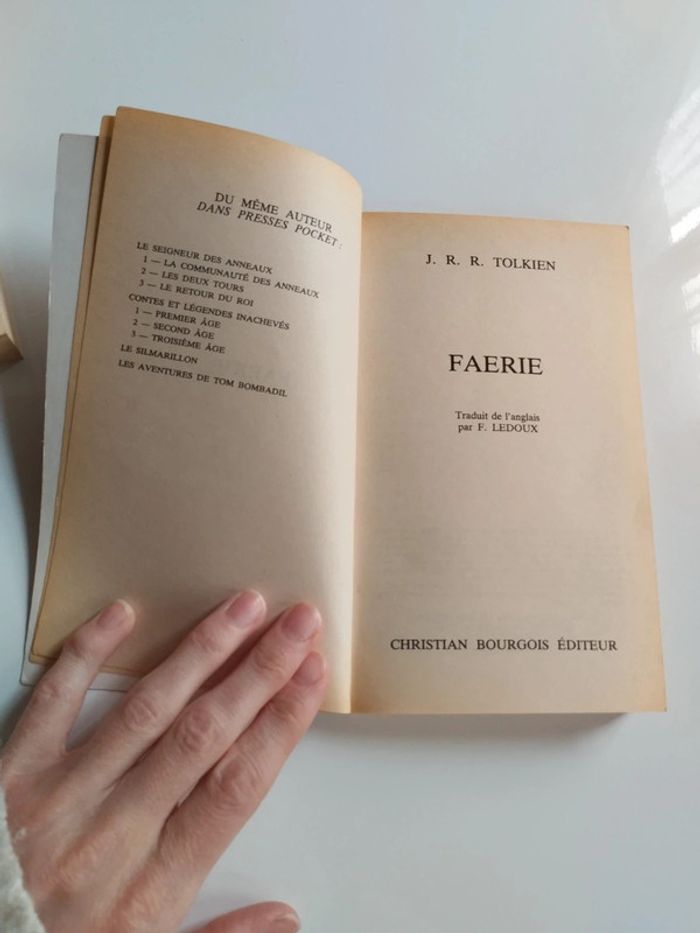 DU MÊME AUTEUR
DANS PRESSES POCKET :
LE SEIGNEUR DES ANNEAUX
1 — LA COMMUNAUTÉ DES ANNEAUX
2 — LES DEUX TOURS
3 — LE RETOUR DU ROI
CONTES ET LÉGENDES INACHEVÉS
1 — PREMIER ÂGE
2 — SECOND ÂGE
3 — TROISIÈME ÂGE
LE SILMARILLON
LES AVENTURES DE TOM BOMBADIL
J. R. R. TOLKIEN
FAERIE
Traduit de l'anglais
par F. LEDOUX
CHRISTIAN BOURGOIS ÉDITEUR